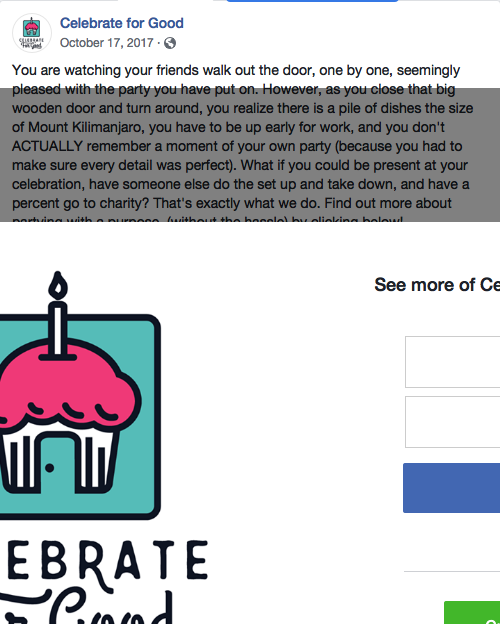 Celebrate for Good
October 17, 2017 ·
You are watching your friends walk out the door, one by one, seemingly
pleased with the party you have put on. However, as you close that big
wooden door and turn around, you realize there is a pile of dishes the size
of Mount Kilimanjaro, you have to be up early for work, and you don't
ACTUALLY remember a moment of your own party (because you had to
make sure every detail was perfect). What if you could be present at your
celebration, have someone else do the set up and take down, and have a
percent go to charity? That's exactly what we do. Find out more about
partying with a purpose, (without the hassle) by clicking below!
See more of Ce
CELEBRATE
For Good
EBRATE
Good